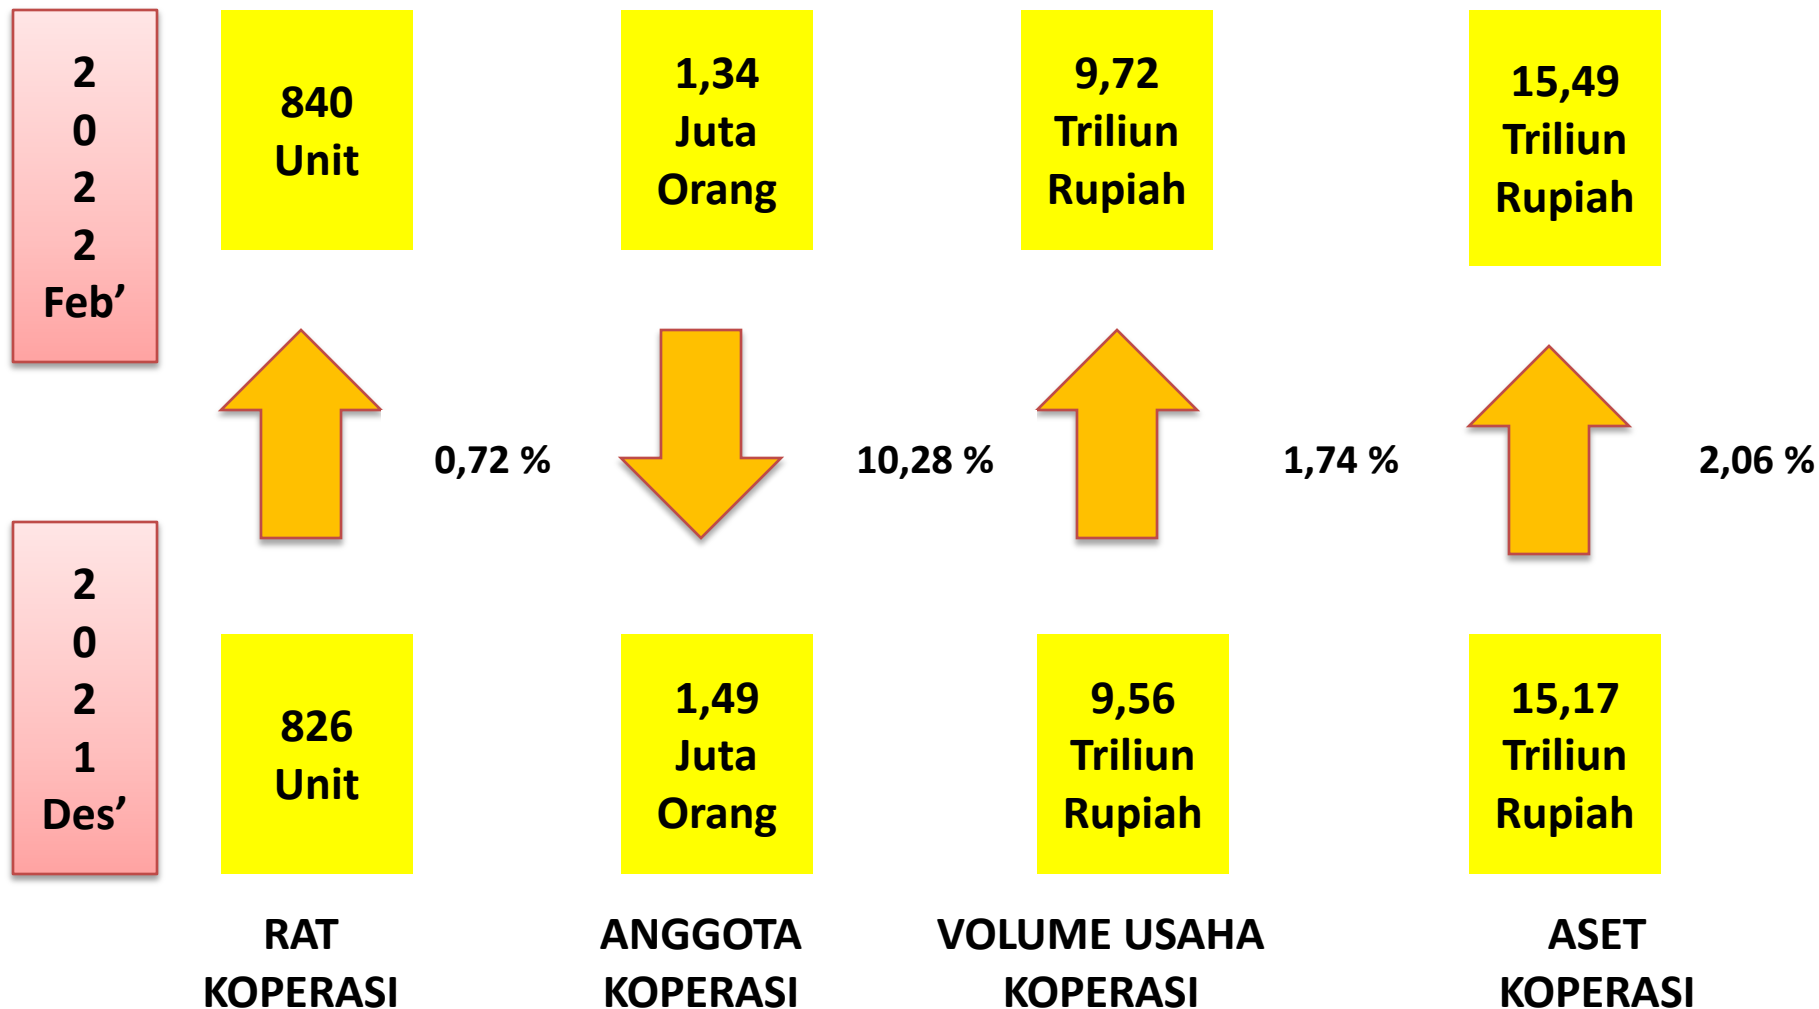 2
0
2
2
Feb’
840
Unit
1,34
Juta
Orang
9,72
Triliun
Rupiah
15,49
Triliun
Rupiah
0,72 %
10,28 %
1,74 %
2,06 %
2
0
2
1
Des’
826
Unit
1,49
Juta
Orang
9,56
Triliun
Rupiah
15,17
Triliun
Rupiah
RAT
KOPERASI
ANGGOTA
KOPERASI
VOLUME USAHA
KOPERASI
ASET
KOPERASI